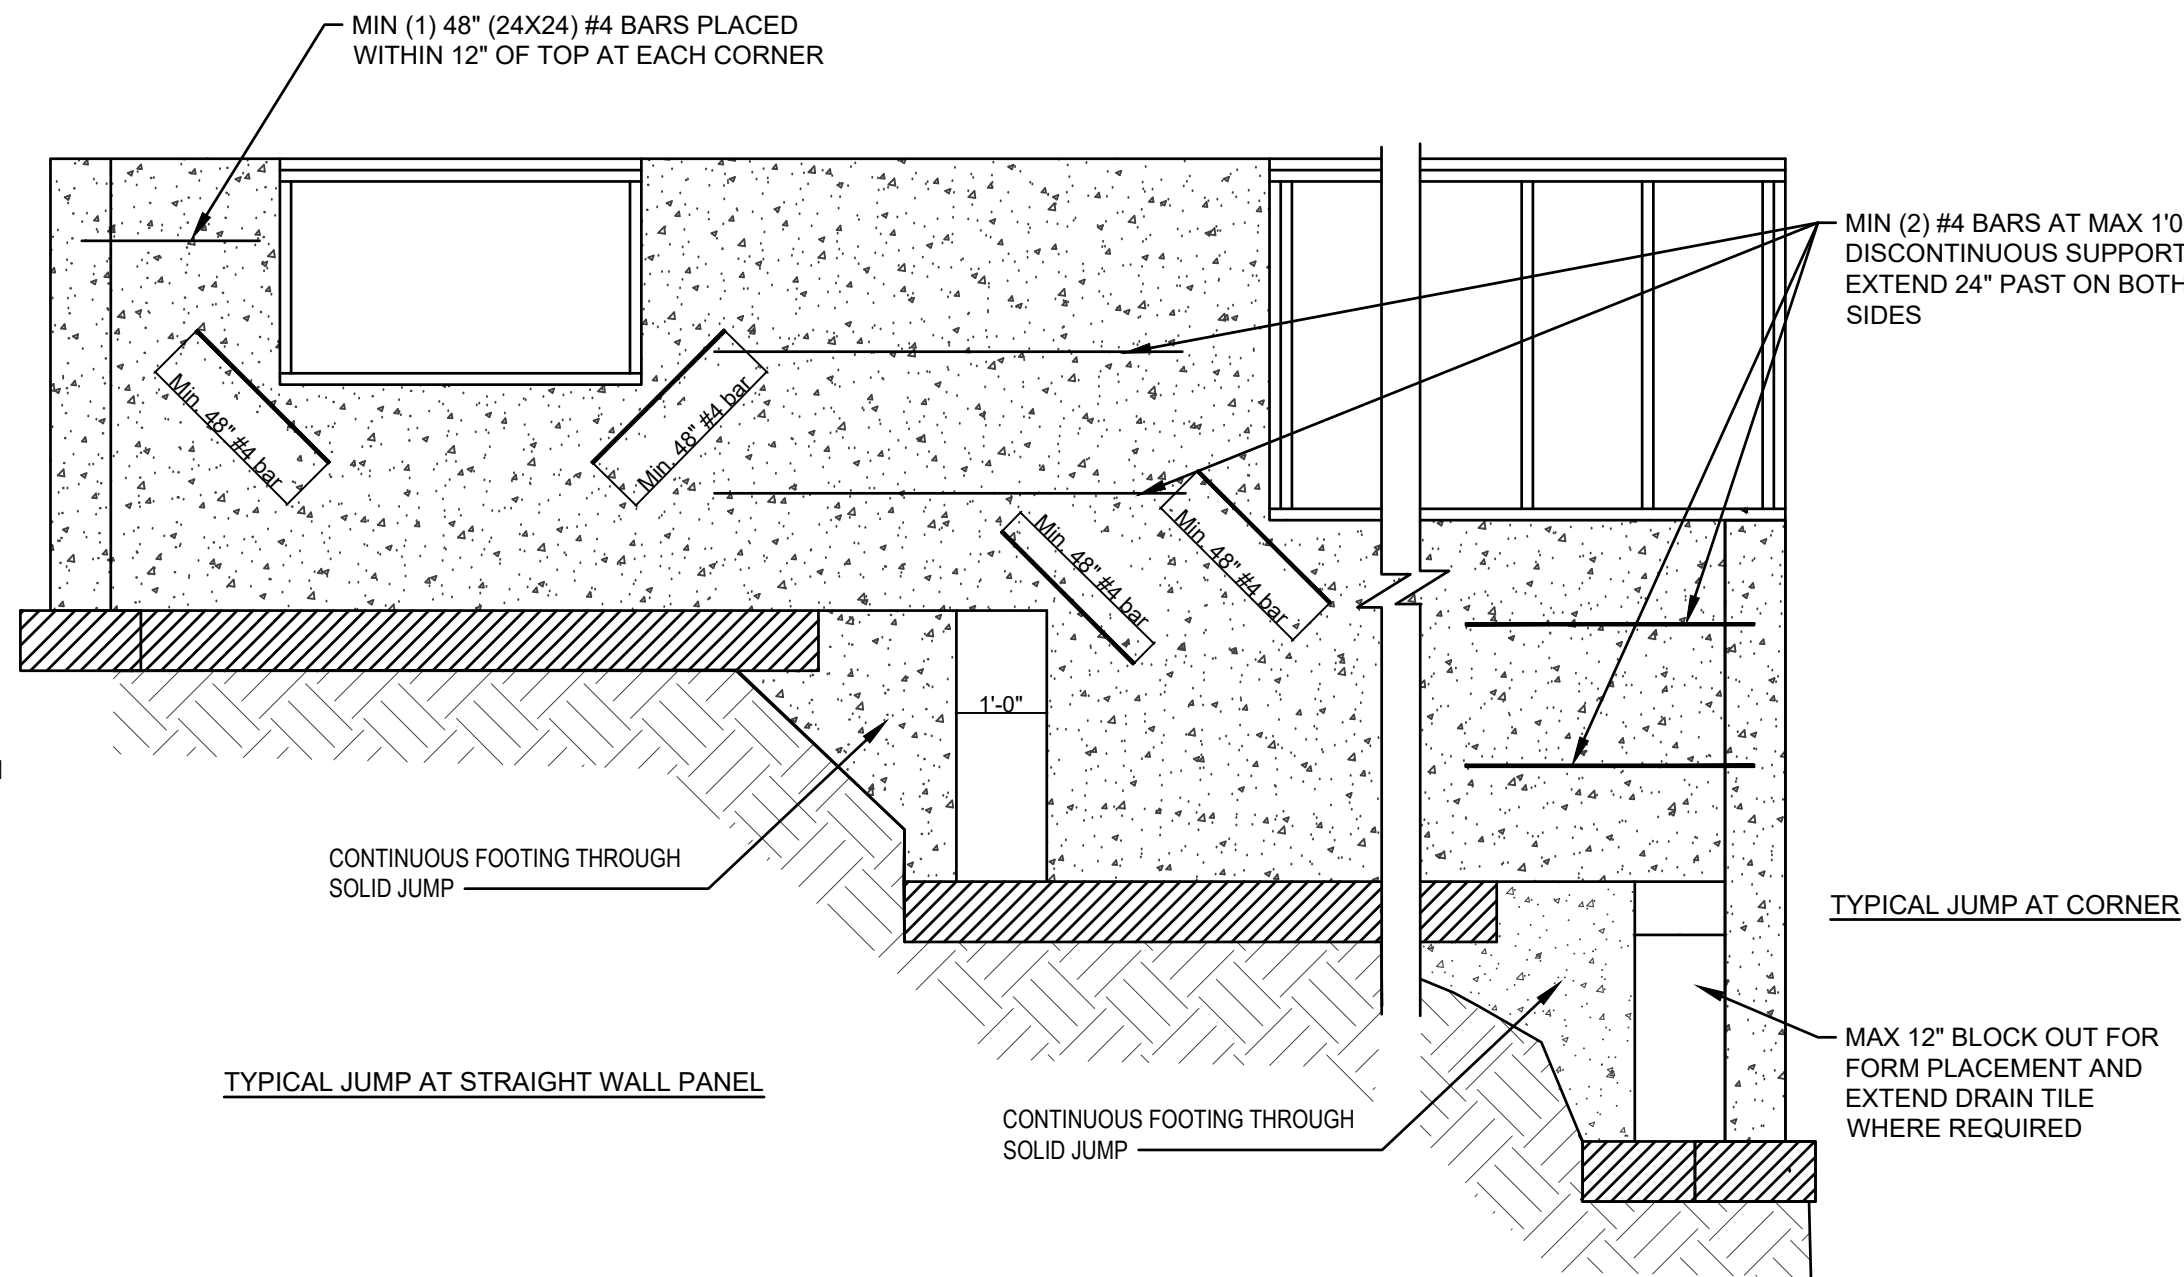 MIN (1) 48" (24X24) #4 BARS PLACED
WITHIN 12" OF TOP AT EACH CORNER
MIN (2) #4 BARS AT MAX 1'0
DISCONTINUOUS SUPPORT
EXTEND 24" PAST ON BOTH
SIDES
Min. 48" #4 bar
Min. 48" #4 bar
Min. 48" #4 bar
Min. 48" #4 bar
1'-0"
CONTINUOUS FOOTING THROUGH
SOLID JUMP
TYPICAL JUMP AT CORNER
MAX 12" BLOCK OUT FOR
FORM PLACEMENT AND
EXTEND DRAIN TILE
WHERE REQUIRED
TYPICAL JUMP AT STRAIGHT WALL PANEL
CONTINUOUS FOOTING THROUGH
SOLID JUMP